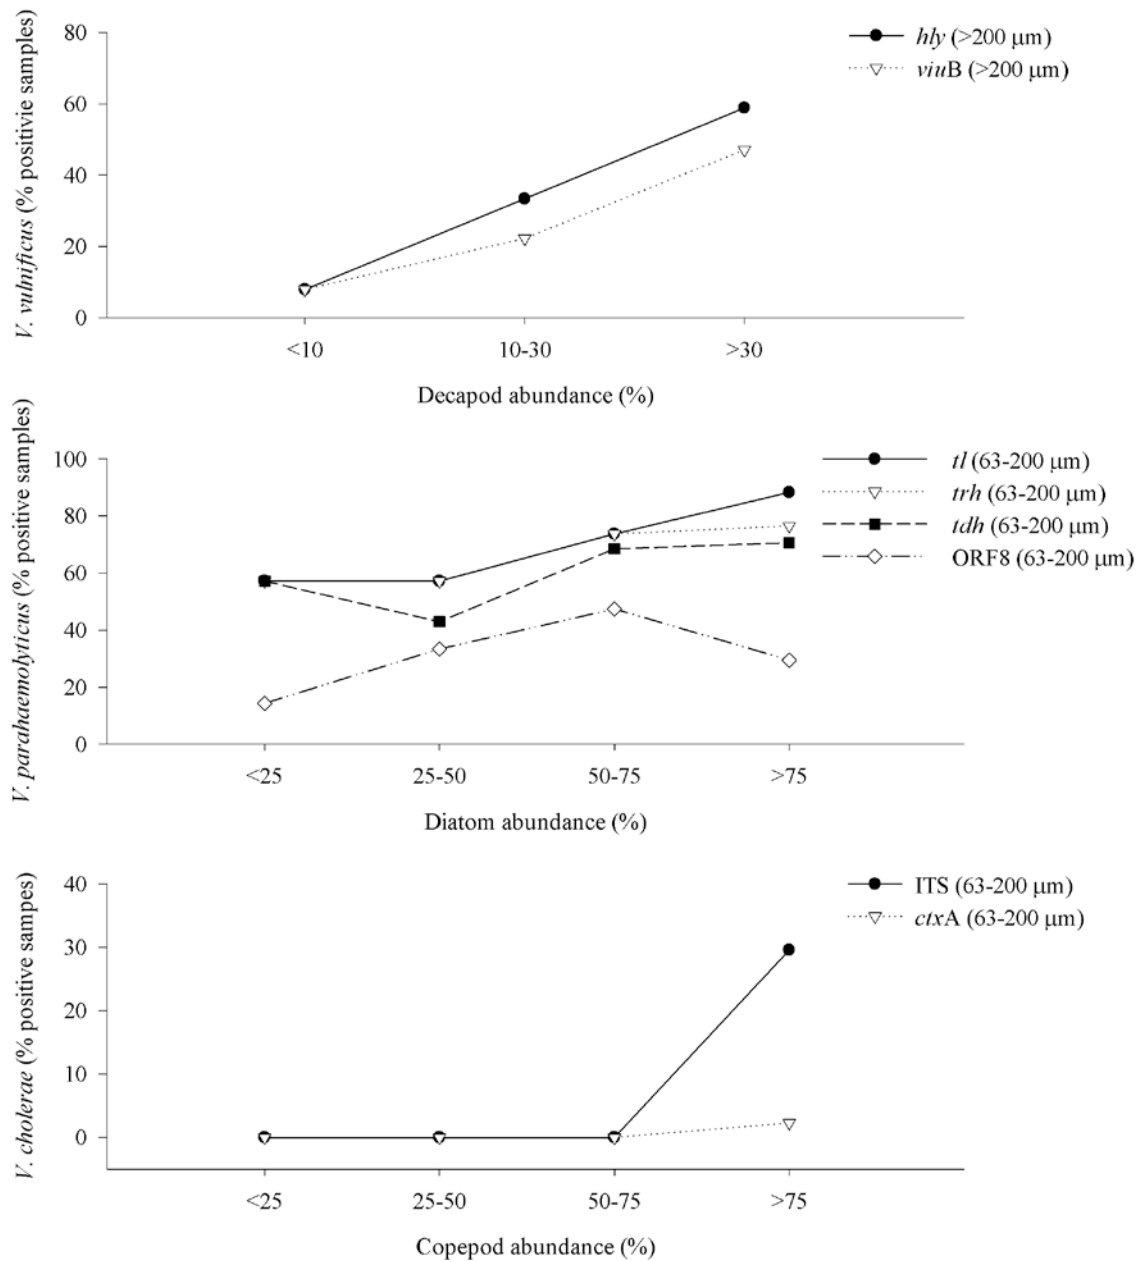 V. vulnificus (% positivie samples)
80
60
40
20
0
<10
10-30
>30
Decapod abundance (%)
hly (>200 μm)
viuB (>200 μm)
V. parahaemolyticus (% positive samples)
100
80
60
40
20
0
<25
25-50
50-75
>75
Diatom abundance (%)
tl (63-200 μm)
trh (63-200 μm)
tdh (63-200 μm)
ORF8 (63-200 μm)
V. cholerae (% positive sampes)
40
30
20
10
0
<25
25-50
50-75
>75
Copepod abundance (%)
ITS (63-200 μm)
ctxA (63-200 μm)